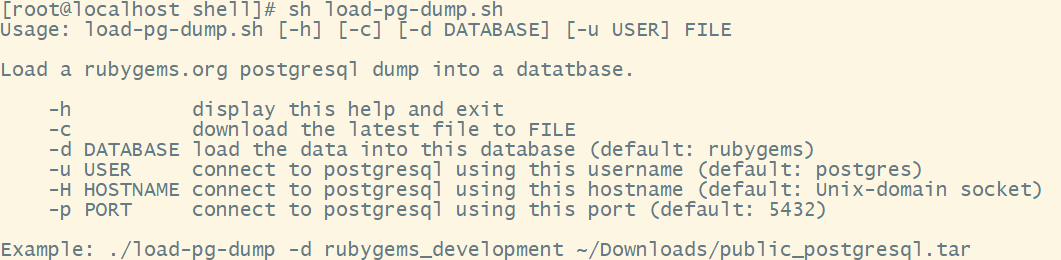 [root@localhost shell]# sh load-pg-dump.sh
Usage: load-pg-dump.sh [-h] [-c] [-d DATABASE] [-u USER] FILE
Load a rubygems.org postgresql dump into a datatbase.
-h display this help and exit
-c download the latest file to FILE
-d DATABASE load the data into this database (default: rubygems)
-u USER connect to postgresql using this username (default: postgres)
-H HOSTNAME connect to postgresql using this hostname (default: Unix-domain socket)
-p PORT connect to postgresql using this port (default: 5432)
Example: ./load-pg-dump -d rubygems_development ~/Downloads/public_postgresql.tar